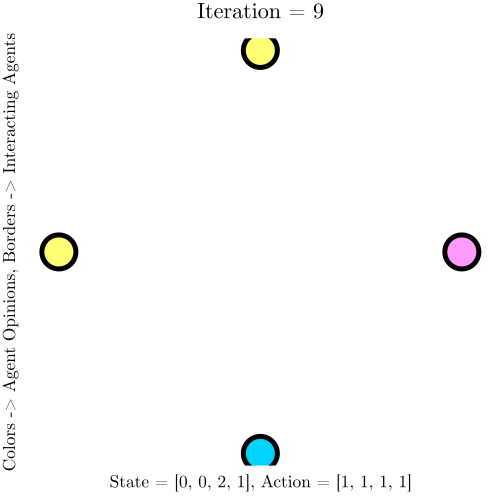 Iteration = 9
Colors -> Agent Opinions, Borders -> Interacting Agents
State = [0, 0, 2, 1], Action = [1, 1, 1, 1]